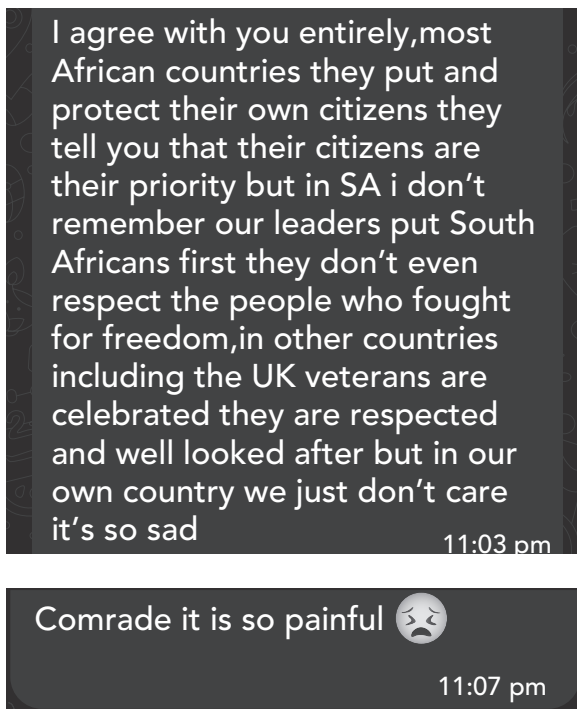 I agree with you entirely,most
African countries they put and
protect their own citizens they
tell you that their citizens are
their priority but in SA i don't
remember our leaders put South
Africans first they don't even
respect the people who fought
for freedom,in other countries
including the UK veterans are
celebrated they are respected
and well looked after but in our
own country we just don't care
it's so sad
11:03 pm
Comrade it is so painful 😣
11:07 pm